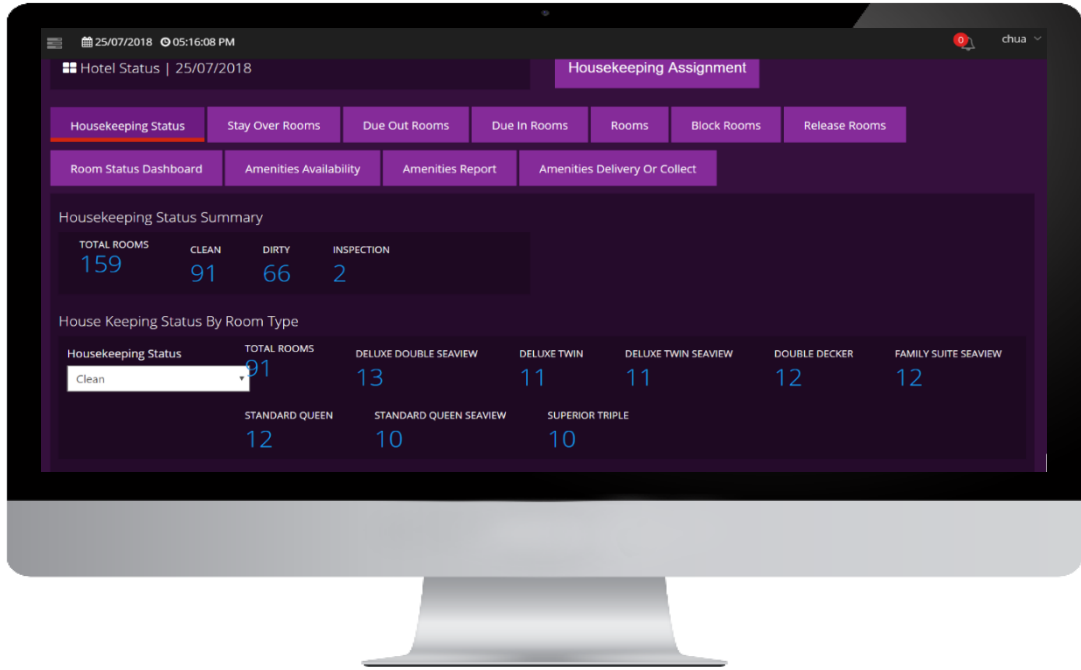 25/07/2018 05:16:08 PM
0
chua
Hotel Status | 25/07/2018
Housekeeping Assignment
Housekeeping Status
Stay Over Rooms
Due Out Rooms
Due In Rooms
Rooms
Block Rooms
Release Rooms
Room Status Dashboard
Amenities Availability
Amenities Report
Amenities Delivery Or Collect
Housekeeping Status Summary
TOTAL ROOMS
159
CLEAN
91
DIRTY
66
INSPECTION
2
House Keeping Status By Room Type
Housekeeping Status
Clean
TOTAL ROOMS
91
DELUXE DOUBLE SEAVIEW
13
DELUXE TWIN
11
DELUXE TWIN SEAVIEW
11
DOUBLE DECKER
12
FAMILY SUITE SEAVIEW
12
STANDARD QUEEN
12
STANDARD QUEEN SEAVIEW
10
SUPERIOR TRIPLE
10